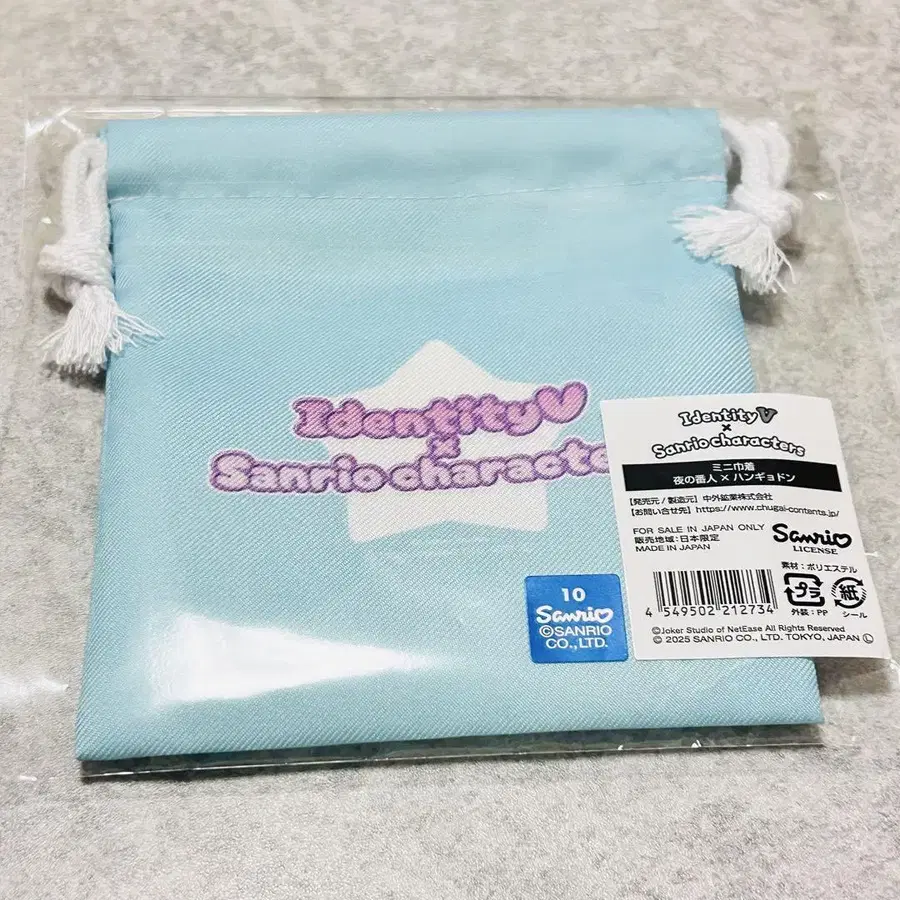 IdentityV
×
Sanrio characte
IdentityV
×
Sanrio characters
ミニ巾着
夜の番人×ハンギョドン
【発売元/製造元】中外鉱業株式会社
【お問い合せ先】https://www.chugai-contents.jp/
FOR SALE IN JAPAN ONLY
販売地域:日本限定
MADE IN JAPAN
Sanrio
LICENSE
素材:ポリエステル
プラ
紙
外装:PP
シール
4 549502 212734
©Joker Studio of NetEase All Rights Reserved
© 2025 SANRIO CO., LTD. TOKYO, JAPAN Ⓛ
10
Sanrio
©SANRIO
CO.,LTD.